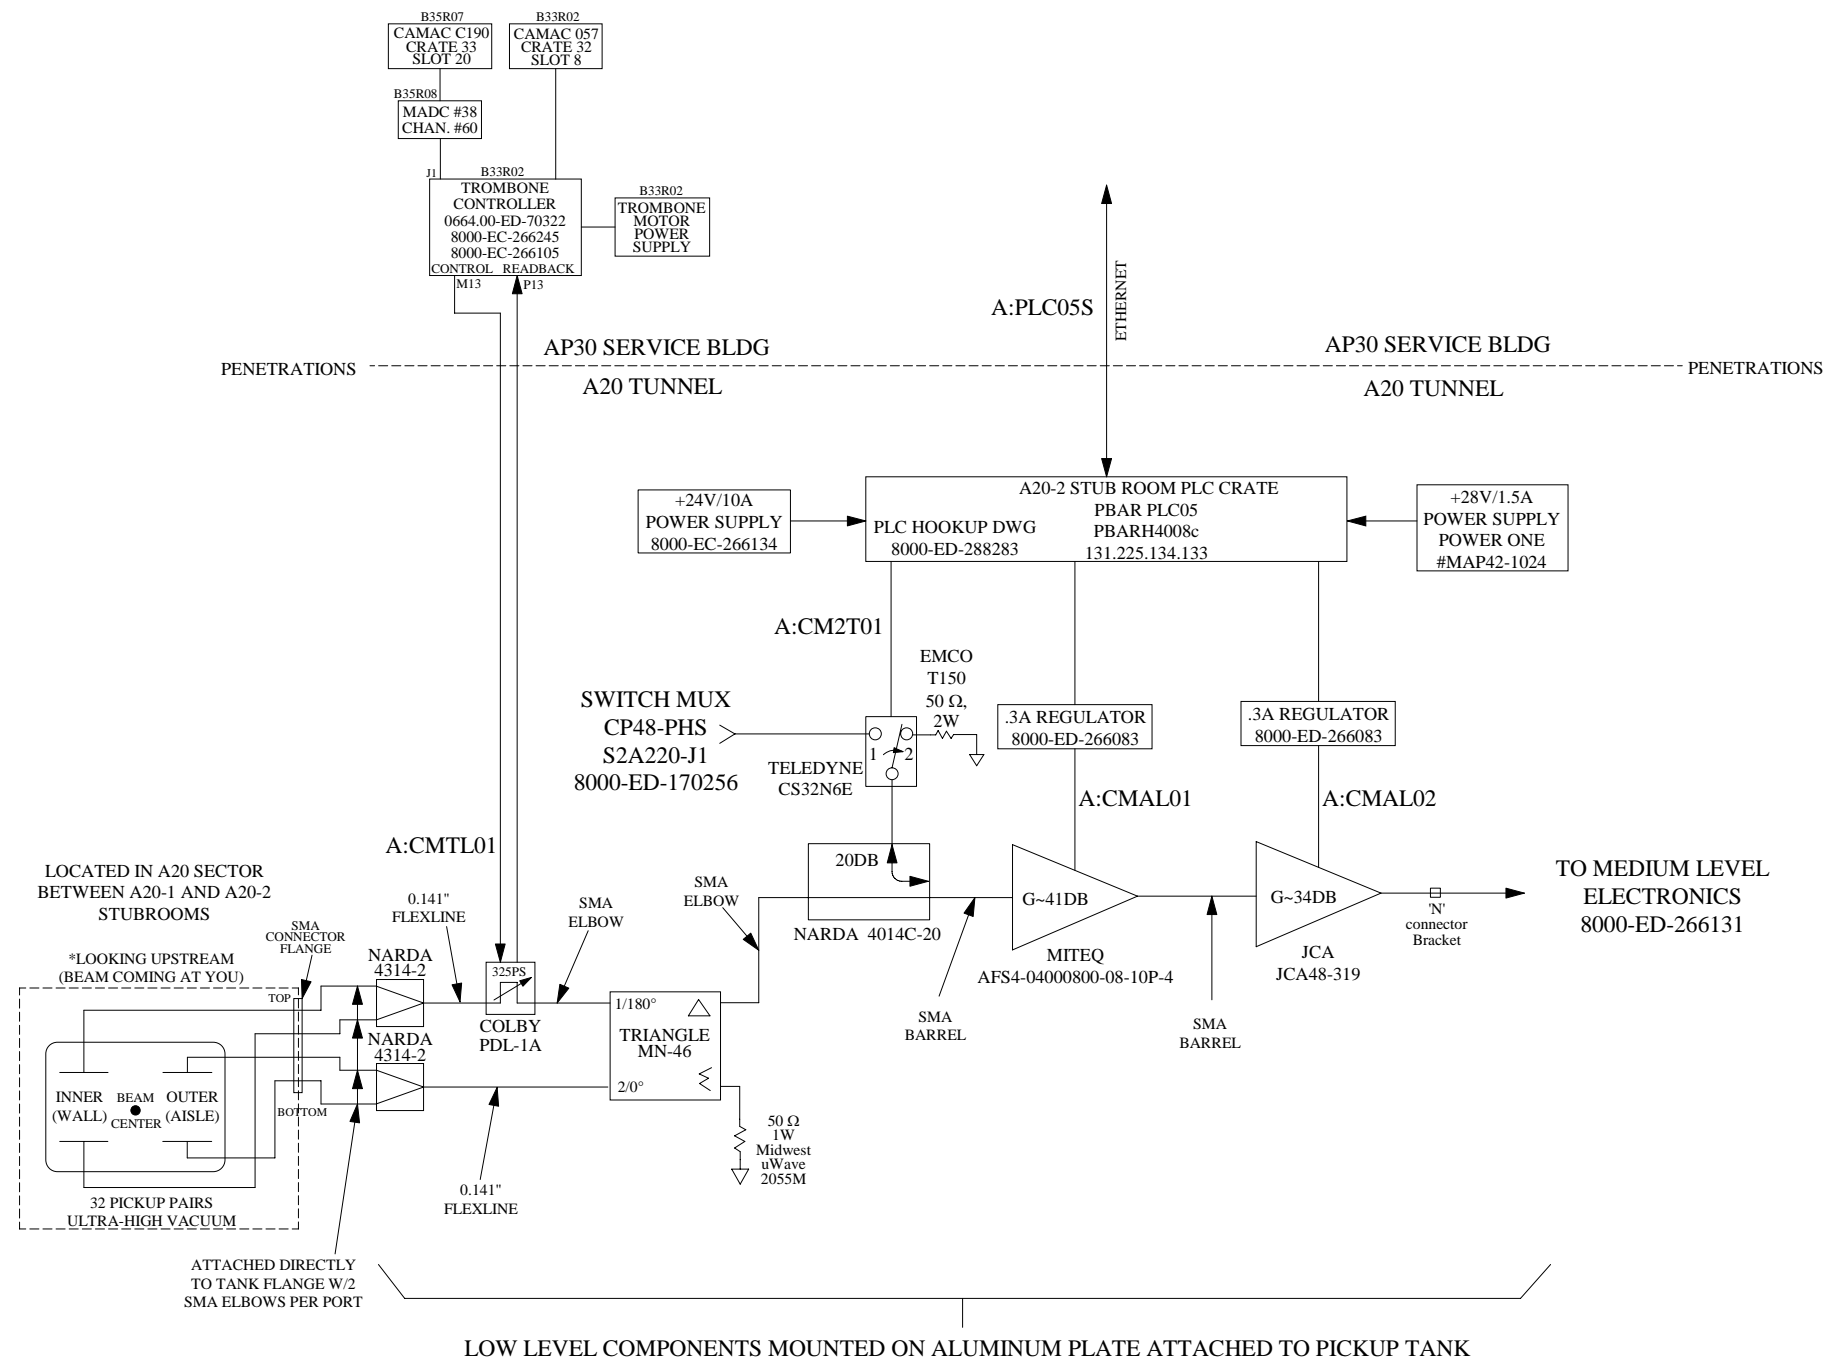 B35R07
CAMAC C190
CRATE 33
SLOT 20
B33R02
CAMAC 057
CRATE 32
SLOT 8
B35R08
MADC #38
CHAN. #60
J1
B33R02
TROMBONE
CONTROLLER
0664.00-ED-70322
8000-EC-266245
8000-EC-266105
CONTROL READBACK
M13
P13
B33R02
TROMBONE
MOTOR
POWER
SUPPLY
A:PLC05S
ETHERNET
PENETRATIONS
AP30 SERVICE BLDG
A20 TUNNEL
AP30 SERVICE BLDG
A20 TUNNEL
PENETRATIONS
+24V/10A
POWER SUPPLY
8000-EC-266134
A20-2 STUB ROOM PLC CRATE
PBAR PLC05
PLC HOOKUP DWG
PBARH4008c
8000-ED-288283
131.225.134.133
+28V/1.5A
POWER SUPPLY
POWER ONE
#MAP42-1024
A:CM2T01
EMCO
T150
50 Ω,
2W
SWITCH MUX
CP48-PHS
S2A220-J1
8000-ED-170256
1
2
TELEDYNE
CS32N6E
.3A REGULATOR
8000-ED-266083
.3A REGULATOR
8000-ED-266083
A:CMAL01
A:CMAL02
A:CMTL01
20DB
NARDA 4014C-20
SMA
ELBOW
G~41DB
MITEQ
AFS4-04000800-08-10P-4
G~34DB
JCA
JCA48-319
'N'
connector
Bracket
TO MEDIUM LEVEL
ELECTRONICS
8000-ED-266131
SMA
BARREL
SMA
BARREL
LOCATED IN A20 SECTOR
BETWEEN A20-1 AND A20-2
STUBROOMS
*LOOKING UPSTREAM
(BEAM COMING AT YOU)
SMA
CONNECTOR
FLANGE
TOP
BOTTOM
NARDA
4314-2
NARDA
4314-2
0.141"
FLEXLINE
325PS
COLBY
PDL-1A
SMA
ELBOW
1/180°
TRIANGLE
MN-46
2/0°
50 Ω
1W
Midwest
uWave
2055M
0.141"
FLEXLINE
INNER
(WALL)
BEAM
CENTER
OUTER
(AISLE)
32 PICKUP PAIRS
ULTRA-HIGH VACUUM
ATTACHED DIRECTLY
TO TANK FLANGE W/2
SMA ELBOWS PER PORT
LOW LEVEL COMPONENTS MOUNTED ON ALUMINUM PLATE ATTACHED TO PICKUP TANK